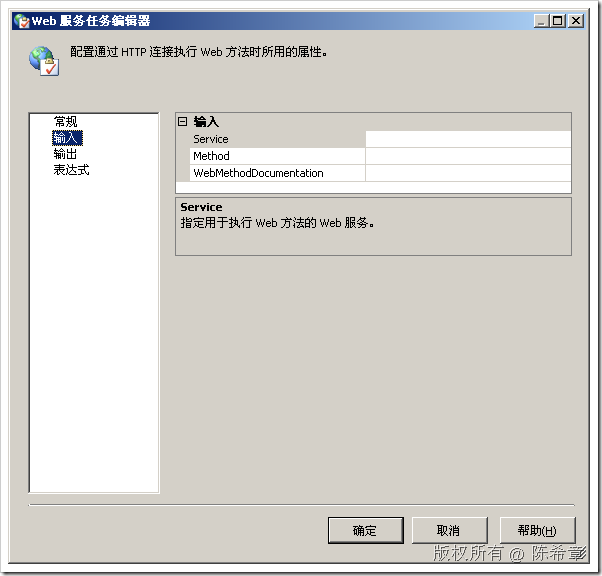 Web 服务任务编辑器
配置通过 HTTP 连接执行 Web 方法时所用的属性。
常规
输入
输出
表达式
输入
Service
Method
WebMethodDocumentation
Service
指定用于执行 Web 方法的 Web 服务。
确定
取消
帮助(H)
版权所有 @ 陈希章